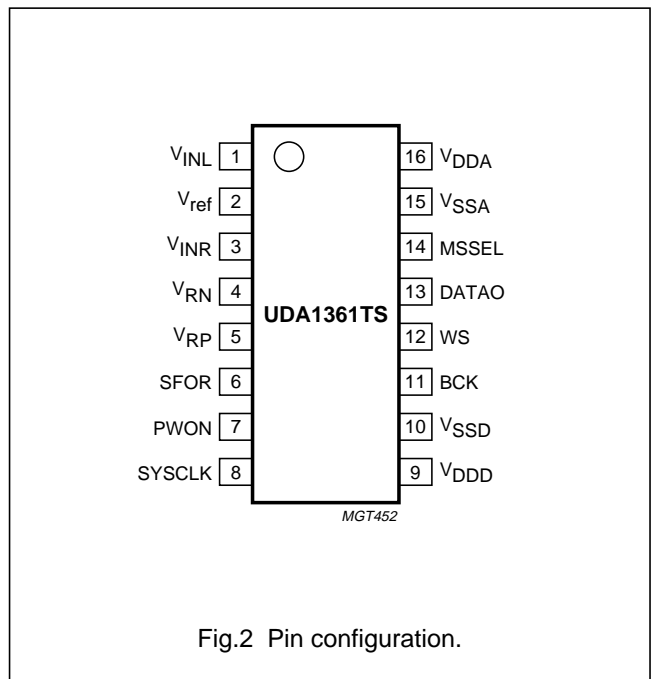 VINL 1 16 VDDA
Vref 2 15 VSSA
VINR 3 14 MSSEL
VRN 4 13 DATAO
UDA1361TS
VRP 5 12 WS
SFOR 6 11 BCK
PWON 7 10 VSSD
SYSCLK 8 9 VDDD
MGT452
Fig.2 Pin configuration.